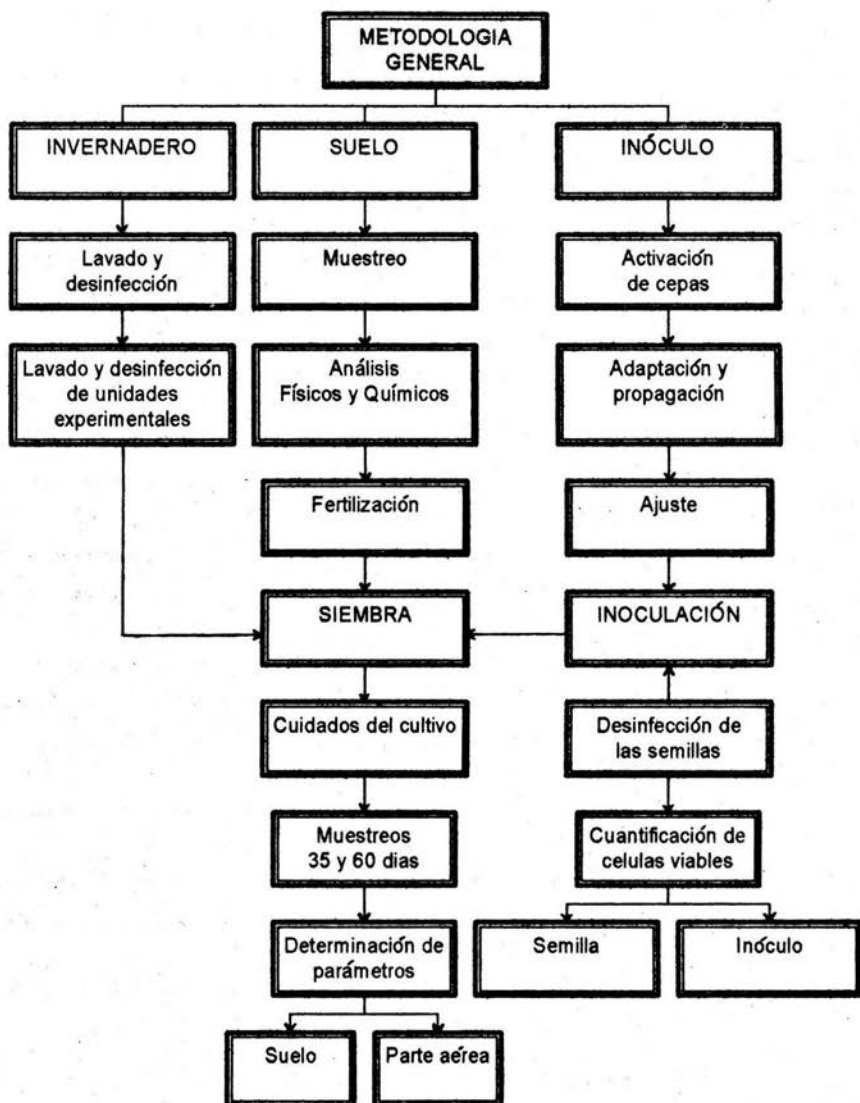 METODOLOGIA
GENERAL
INVERNADERO
SUELO
INÓCULO
Lavado y
desinfección
Muestreo
Activación
de cepas
Lavado y desinfección
de unidades
experimentales
Análisis
Físicos y Químicos
Adaptación y
propagación
Fertilización
Ajuste
SIEMBRA
INOCULACIÓN
Cuidados del cultivo
Desinfección de
las semillas
Muestreos
35 y 60 dias
Cuantificación de
celulas viables
Determinación de
parámetros
Semilla
Inóculo
Suelo
Parte aérea